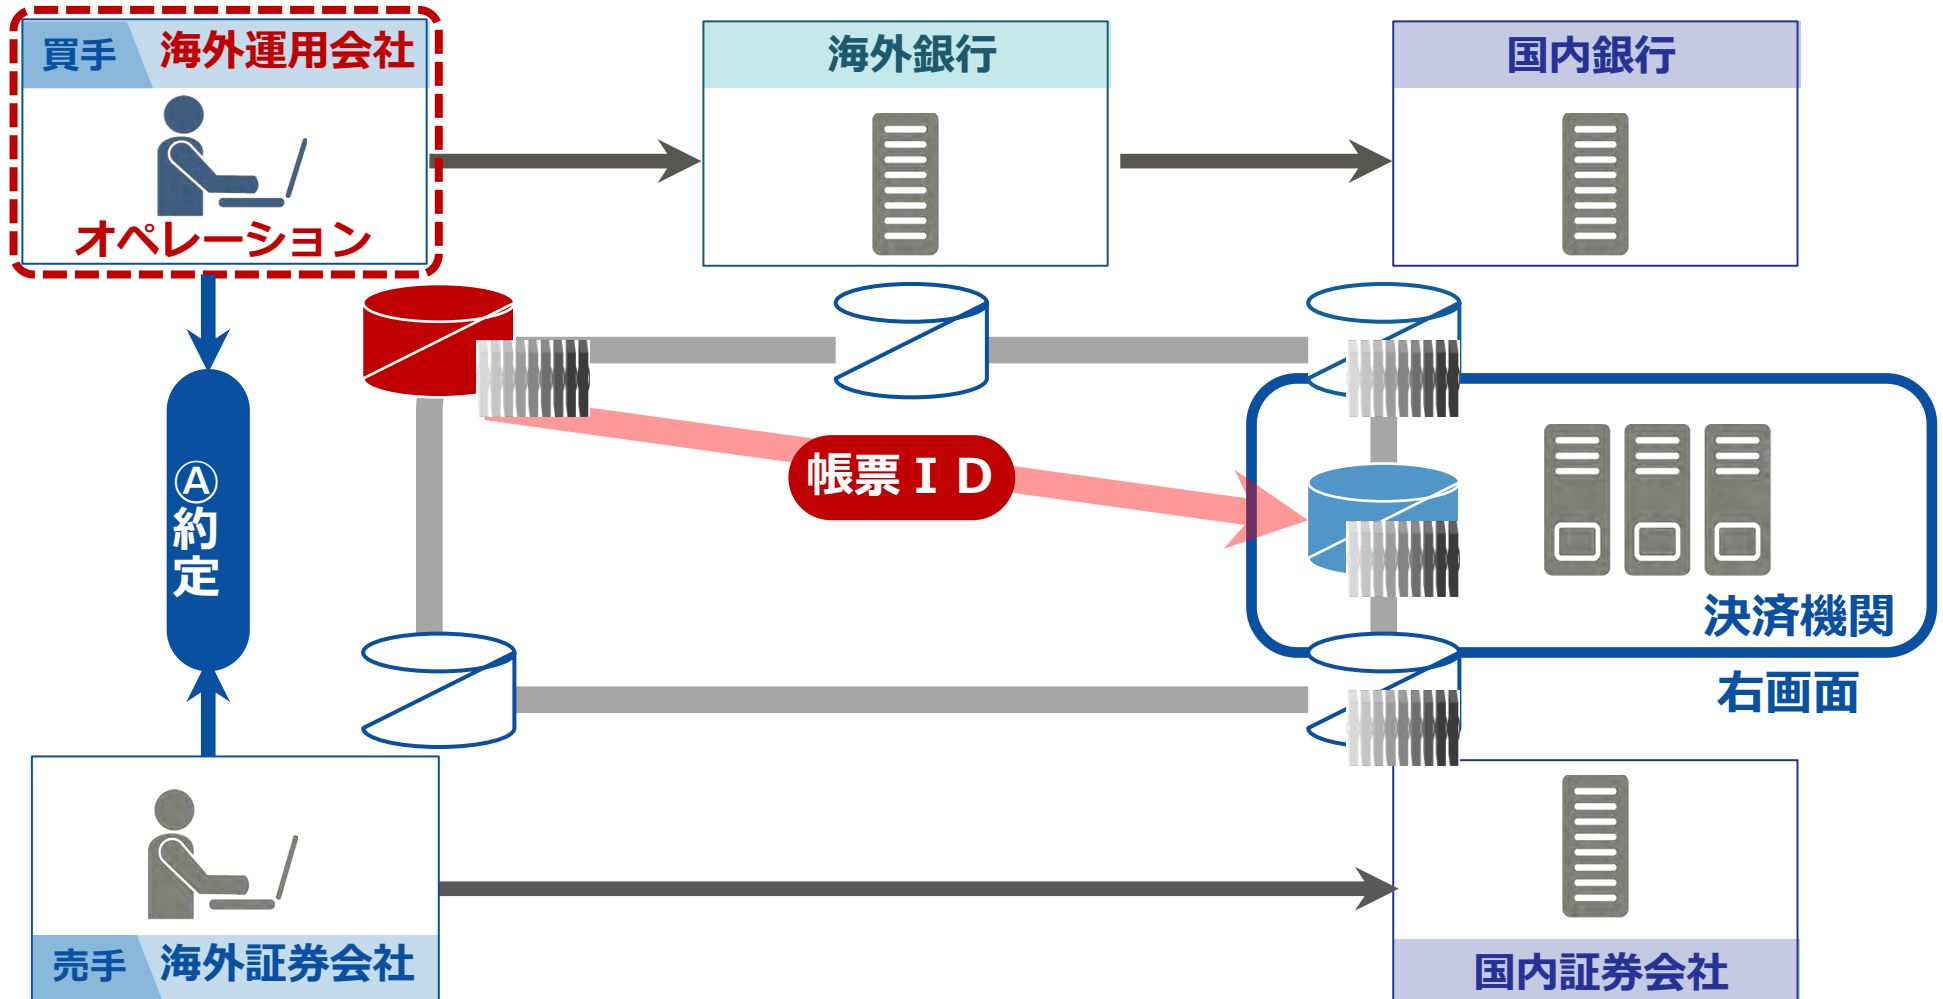 買手
海外運用会社
オペレーション
海外銀行
国内銀行
Ⓐ約定
帳票ＩＤ
決済機関
右画面
売手
海外証券会社
国内証券会社